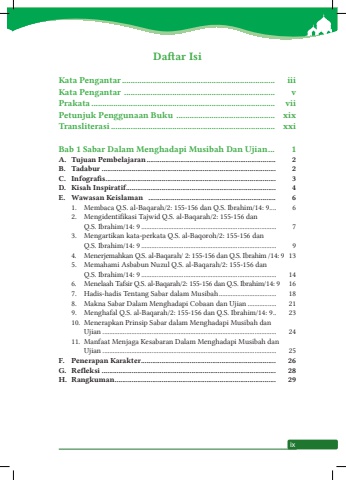 Daftar Isi
Kata Pengantar ................ iii
Kata Pengantar ................ v
Prakata ................ vii
Petunjuk Penggunaan Buku ................ xix
Transliterasi ................ xxi
Bab 1 Sabar Dalam Menghadapi Musibah Dan Ujian... 1
A. Tujuan Pembelajaran ................ 2
B. Tadabur ................ 2
C. Infografis ................ 3
D. Kisah Inspiratif ................ 4
E. Wawasan Keislaman ................ 6
1. Membaca Q.S. al-Baqarah/2: 155-156 dan Q.S. Ibrahim/14: 9.... 6
2. Mengidentifikasi Tajwid Q.S. al-Baqarah/2: 155-156 dan
Q.S. Ibrahim/14: 9 ................ 7
3. Mengartikan kata-perkata Q.S. al-Baqoroh/2: 155-156 dan
Q.S. Ibrahim/14: 9 ................ 9
4. Menerjemahkan Q.S. al-Baqarah/ 2: 155-156 dan Q.S. Ibrahim /14: 9 13
5. Memahami Asbabun Nuzul Q.S. al-Baqarah/2: 155-156 dan
Q.S. Ibrahim/14: 9 ................ 14
6. Menelaah Tafsir Q.S. al-Baqarah/2: 155-156 dan Q.S. Ibrahim/14: 9 16
7. Hadis-hadis Tentang Sabar dalam Musibah ................ 18
8. Makna Sabar Dalam Menghadapi Cobaan dan Ujian ................ 21
9. Menghafal Q.S. al-Baqarah/2: 155-156 dan Q.S. Ibrahim/14: 9.. 23
10. Menerapkan Prinsip Sabar dalam Menghadapi Musibah dan
Ujian ................ 24
11. Manfaat Menjaga Kesabaran Dalam Menghadapi Musibah dan
Ujian ................ 25
F. Penerapan Karakter ................ 26
G. Refleksi ................ 28
H. Rangkuman ................ 29
ix